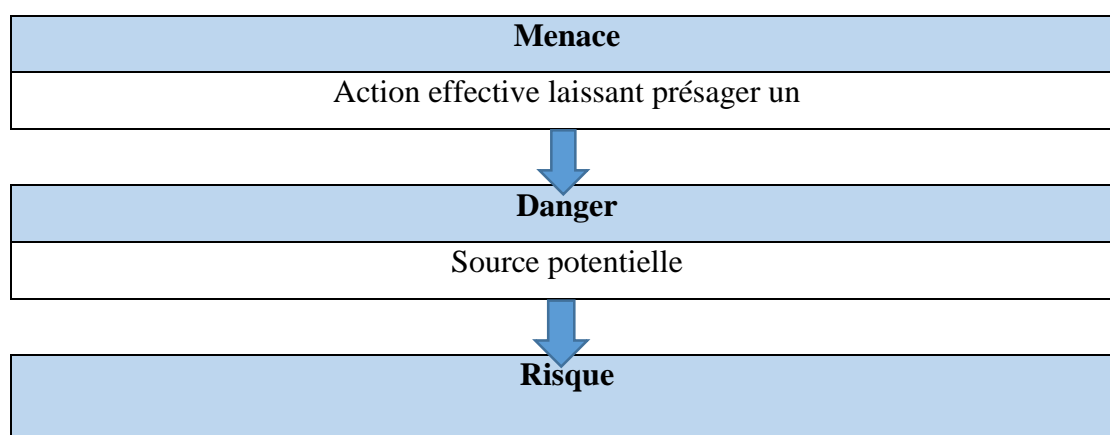 Menace
Action effective laissant présager un
Danger
Source potentielle
Risque